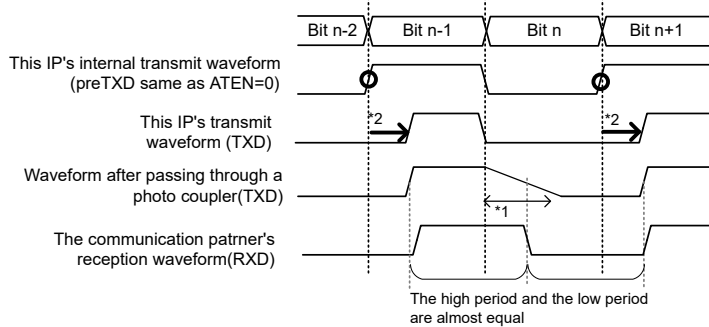 Bit n-2 Bit n-1 Bit n Bit n+1
This IP's internal transmit waveform
(preTXD same as ATEN=0)
*2 *2
This IP's transmit
waveform (TXD)
Waveform after passing through a
photo coupler(TXD)
*1
The communication patrner's
reception waveform(RXD)
The high period and the low period
are almost equal